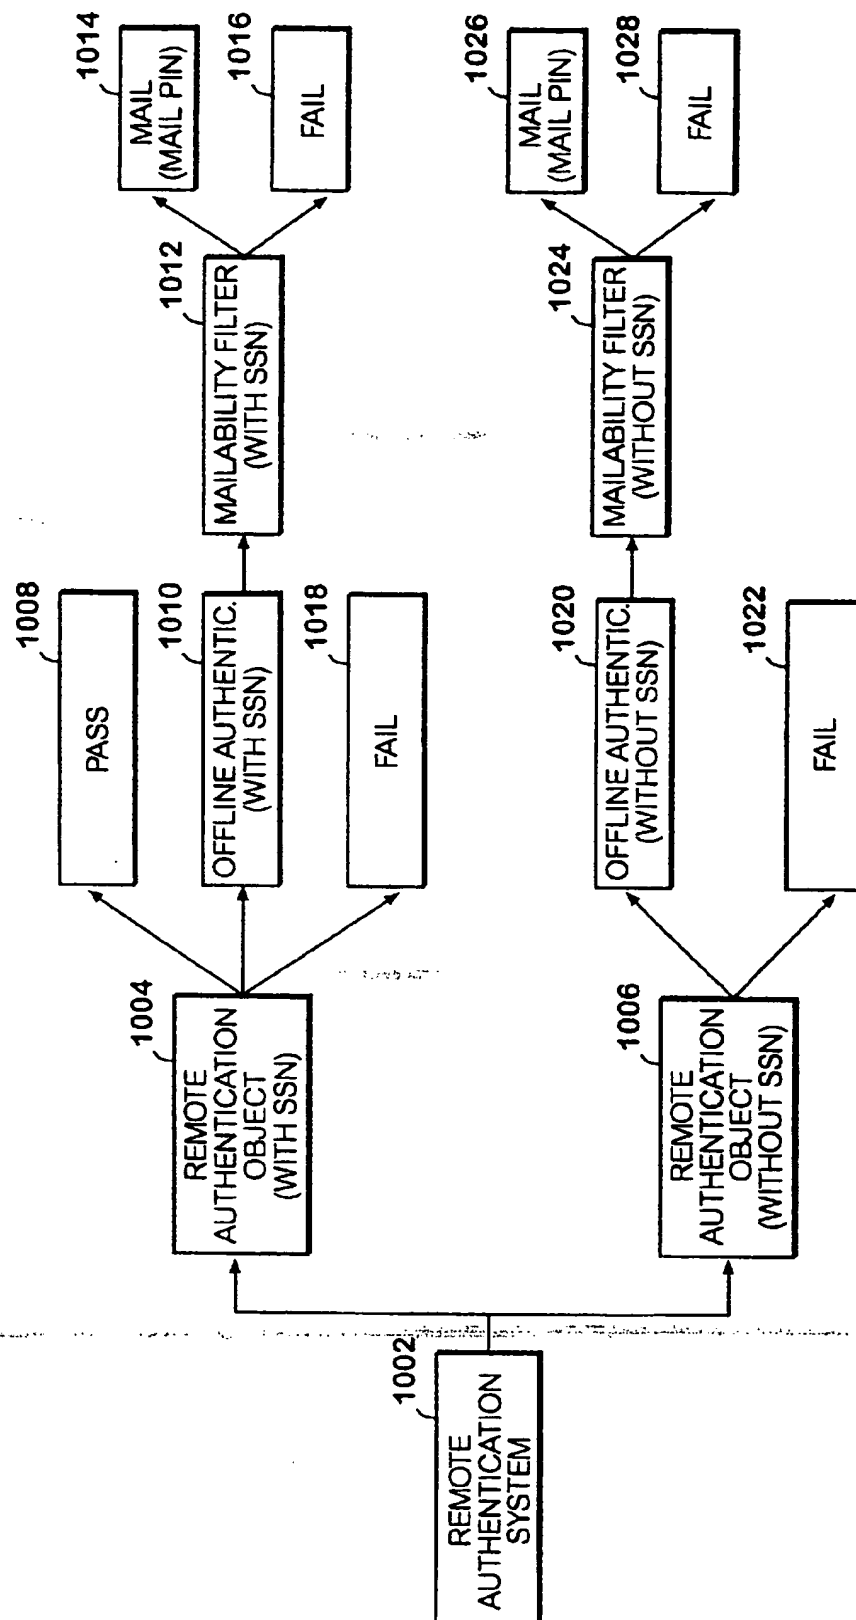 1002
REMOTE
AUTHENTICATION
SYSTEM
1004
REMOTE
AUTHENTICATION
OBJECT
(WITH SSN)
1006
REMOTE
AUTHENTICATION
OBJECT
(WITHOUT SSN)
1008
PASS
1010
OFFLINE AUTHENTIC.
(WITH SSN)
1018
FAIL
1012
MAILABILITY FILTER
(WITH SSN)
1014
MAIL
(MAIL PIN)
1016
FAIL
1020
OFFLINE AUTHENTIC.
(WITHOUT SSN)
1022
FAIL
1024
MAILABILITY FILTER
(WITHOUT SSN)
1026
MAIL
(MAIL PIN)
1028
FAIL